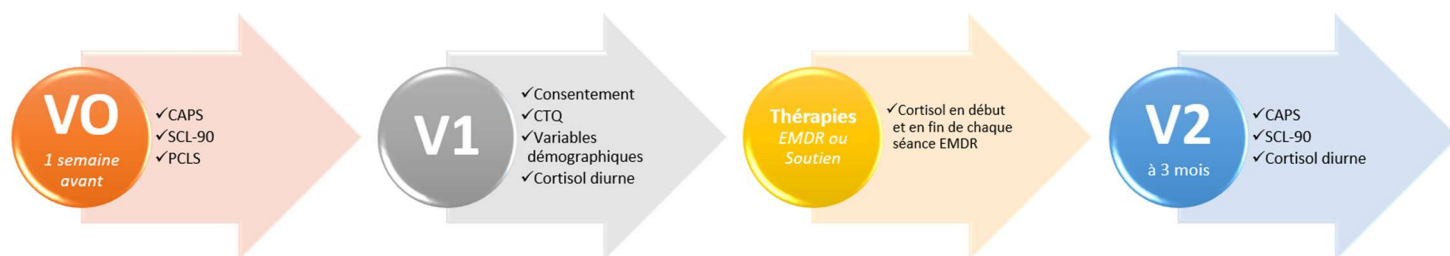 VO
1 semaine
avant
✓CAPS
✓SCL-90
✓PCLS
V1
✓Consentement
✓CTQ
✓Variables
démographiques
✓Cortisol diurne
Thérapies
EMDR ou
Soutien
✓Cortisol en début
et en fin de chaque
séance EMDR
V2
à 3 mois
✓CAPS
✓SCL-90
✓Cortisol diurne